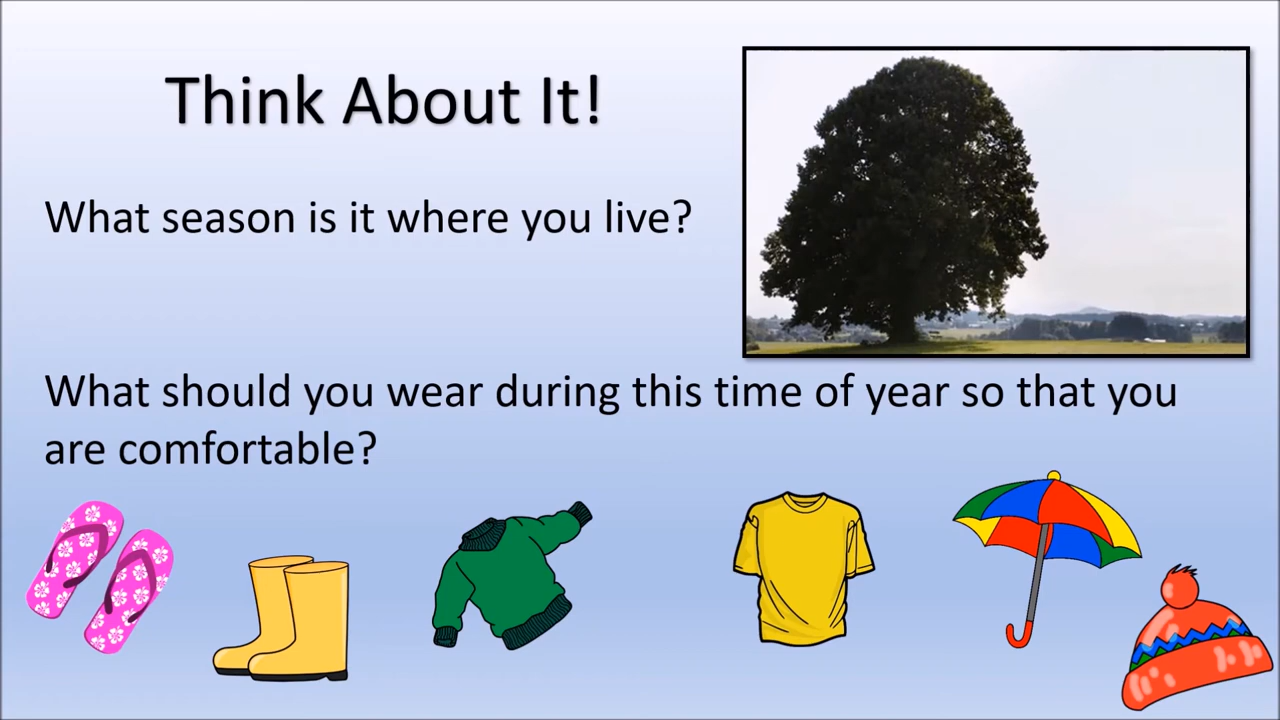 Think About It!
What season is it where you live?
What should you wear during this time of year so that you
are comfortable?